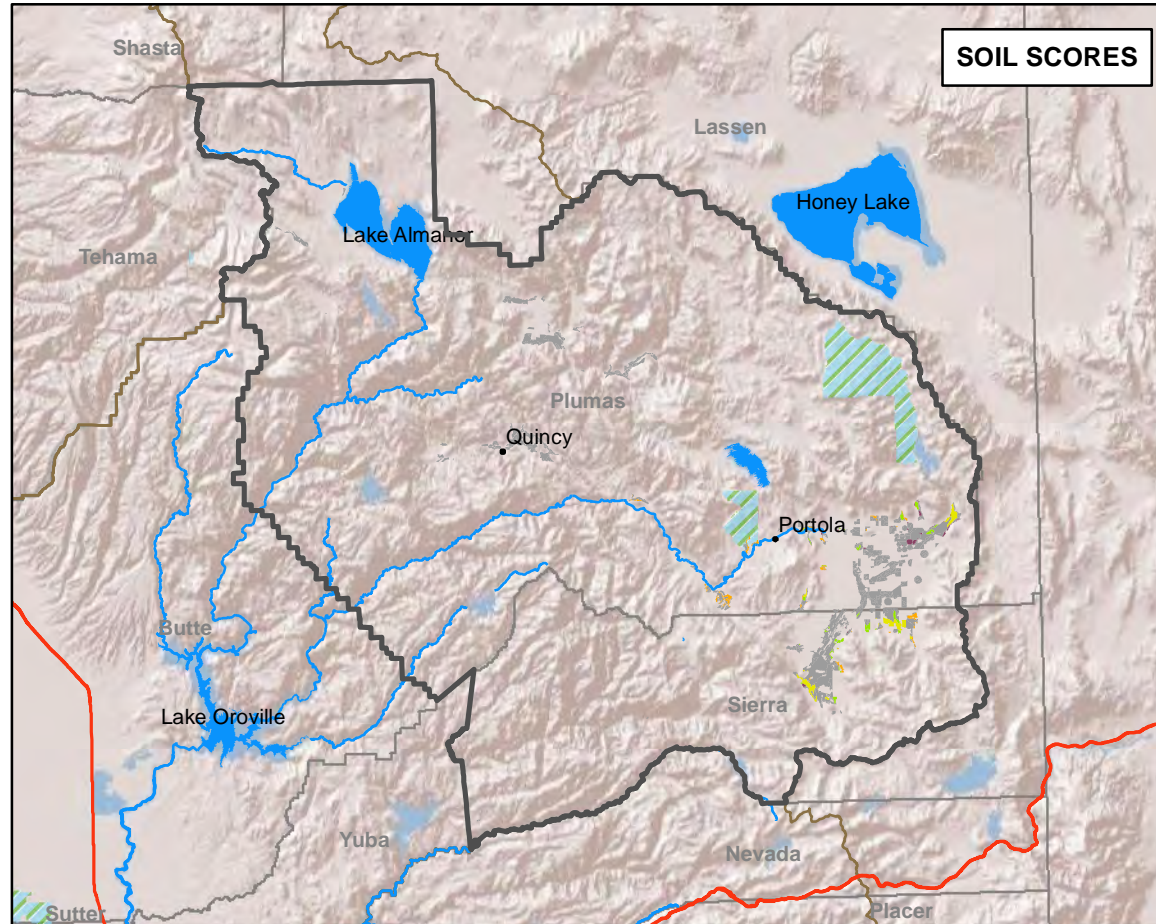 Shasta
SOIL SCORES
Lassen
Honey Lake
Lake Almanor
Tehama
Plumas
Quincy
Portola
Butte
Lake Oroville
Sierra
Yuba
Nevada
Sutter
Placer